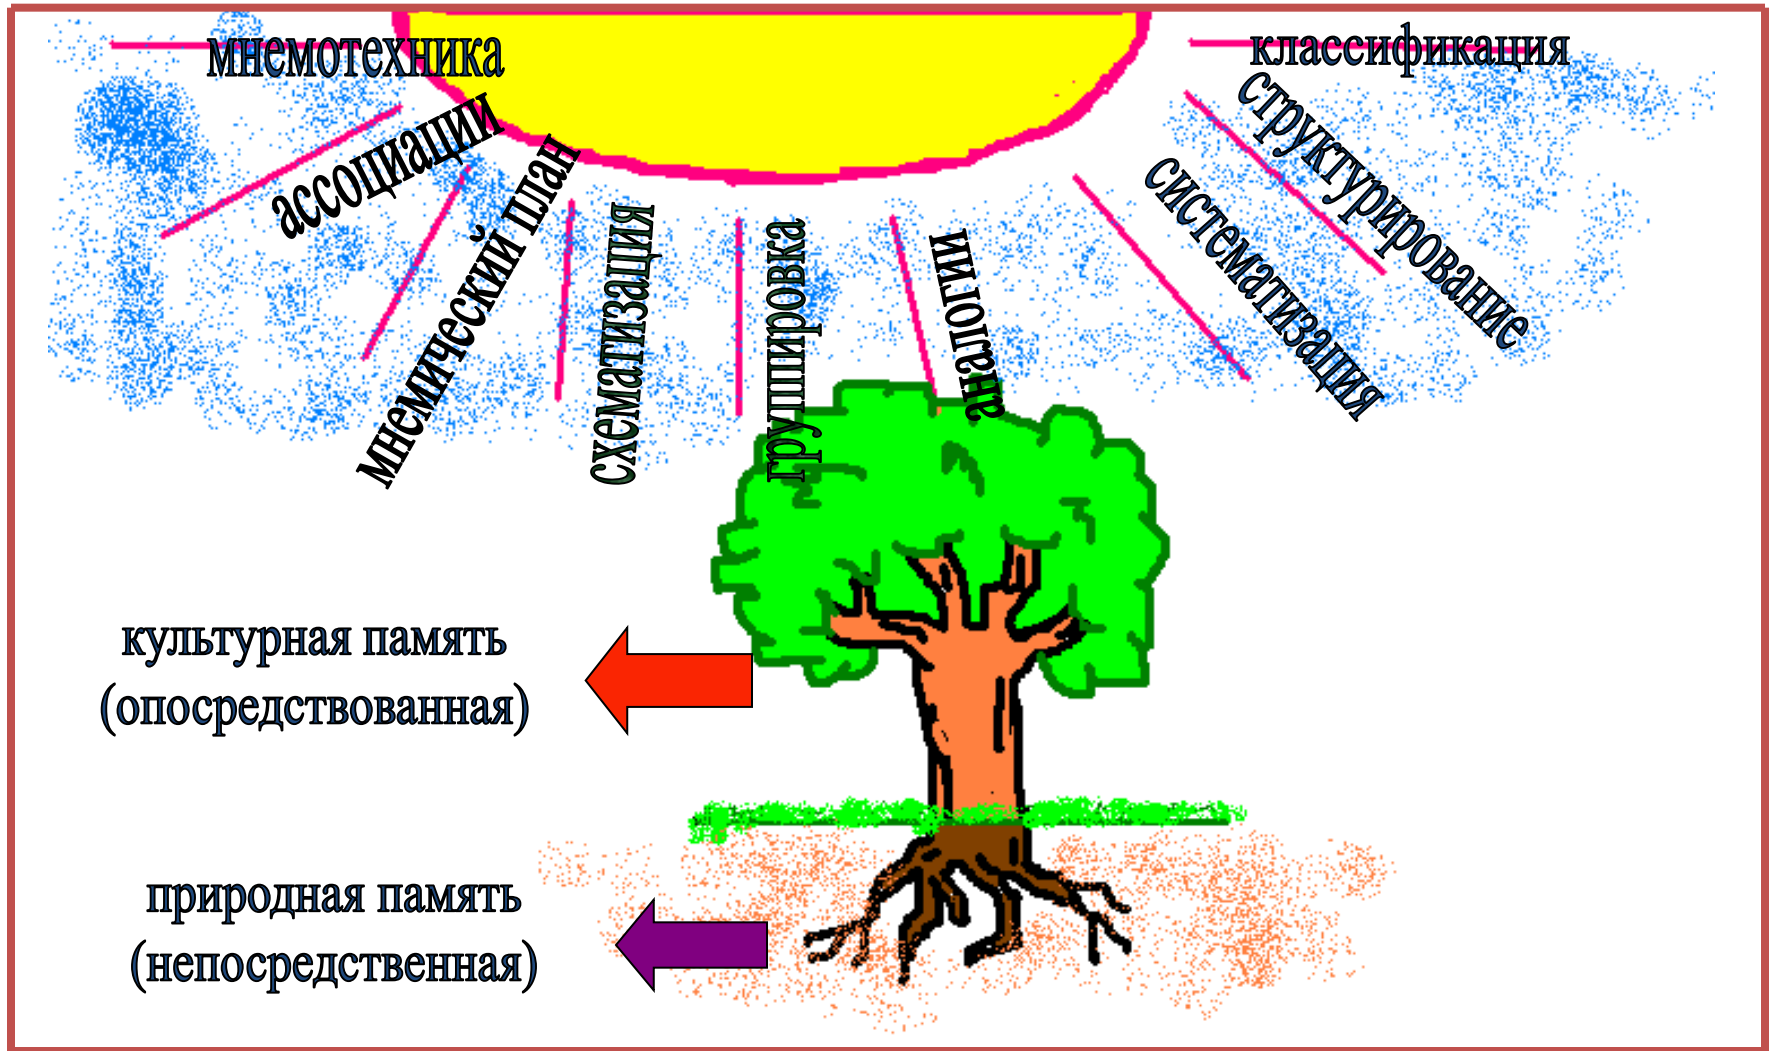 мнемотехника
ассоциации
мнемический план
схематизация
группировка
аналогии
систематизация
структурирование
классификация
культурная память
(опосредствованная)
природная память
(непосредственная)